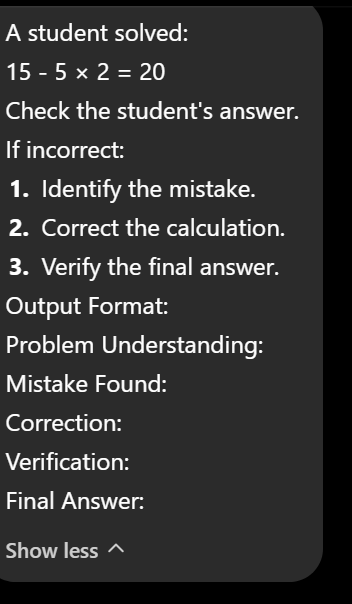 A student solved:
15 - 5 × 2 = 20
Check the student's answer.
If incorrect:
1. Identify the mistake.
2. Correct the calculation.
3. Verify the final answer.
Output Format:
Problem Understanding:
Mistake Found:
Correction:
Verification:
Final Answer:
Show less